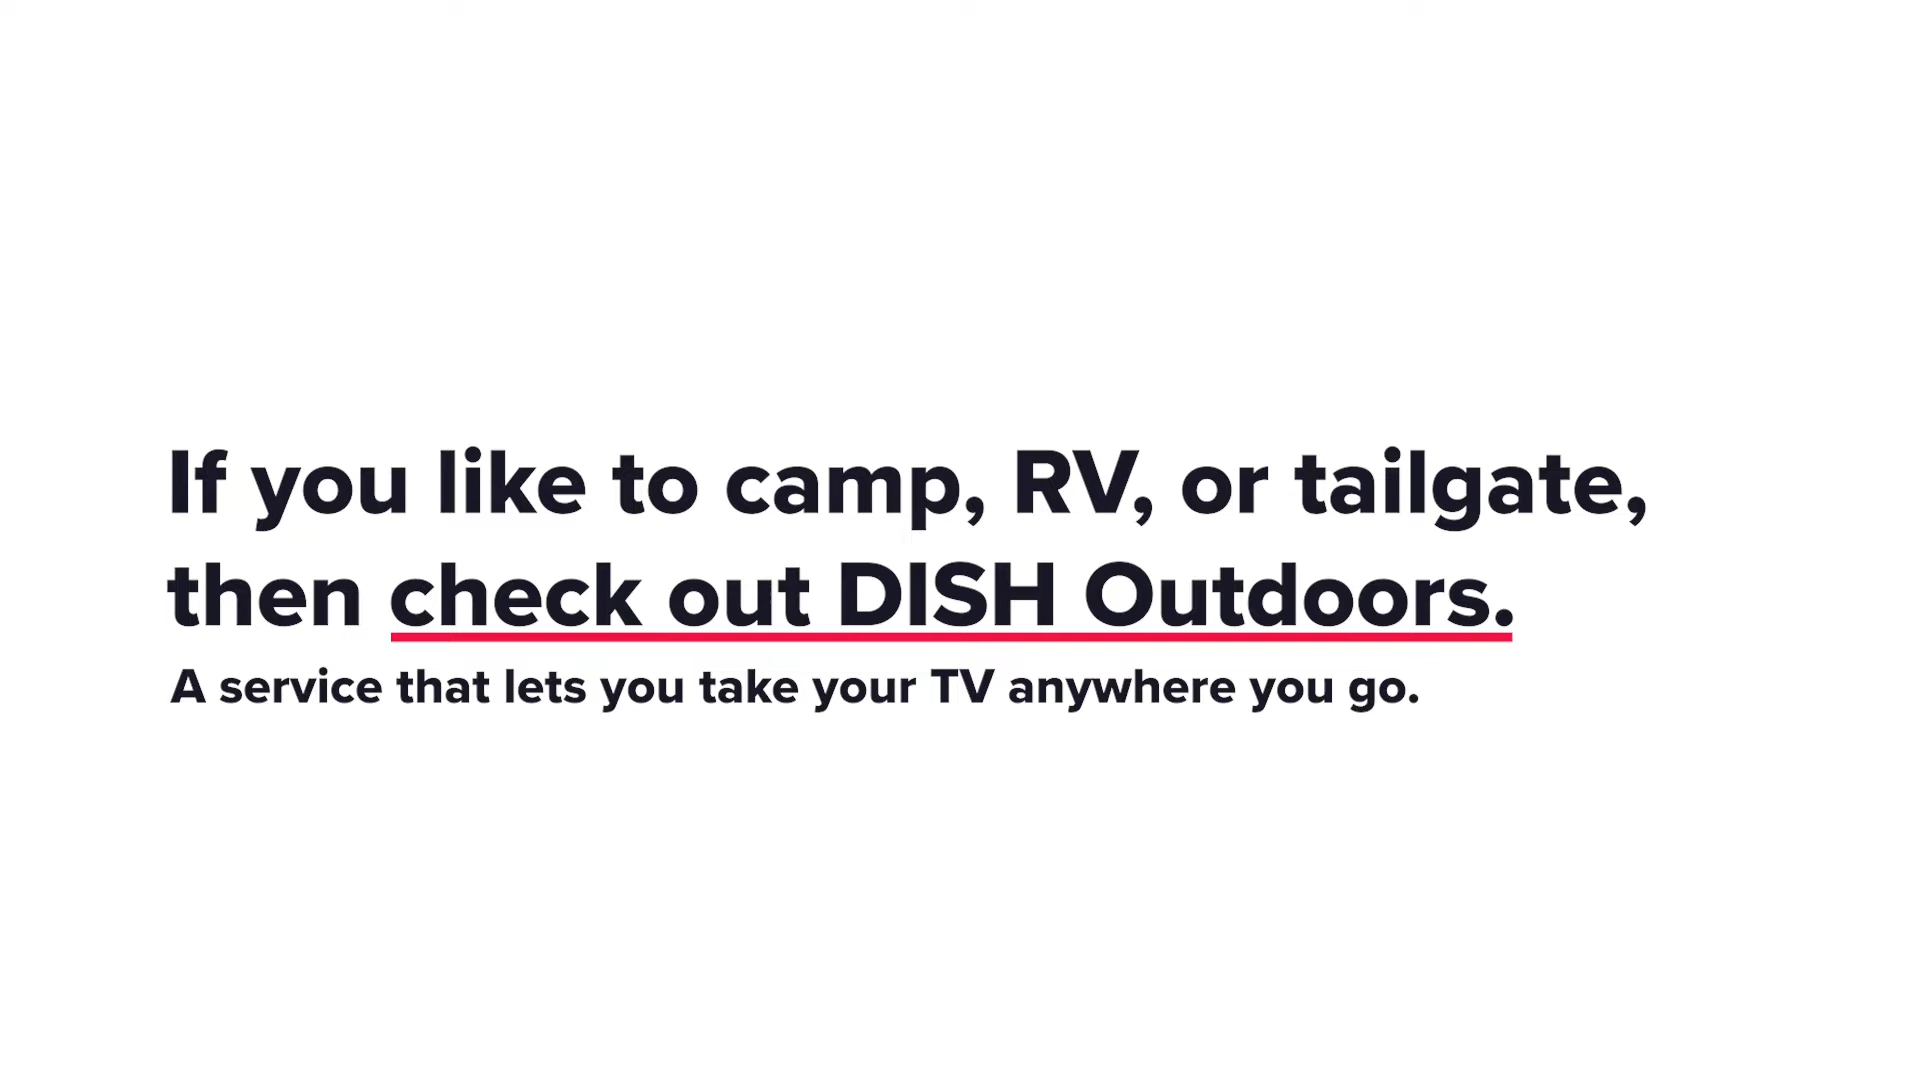 If you like to camp, RV, or tailgate,
then check out DISH Outdoors.
A service that lets you take your TV anywhere you go.